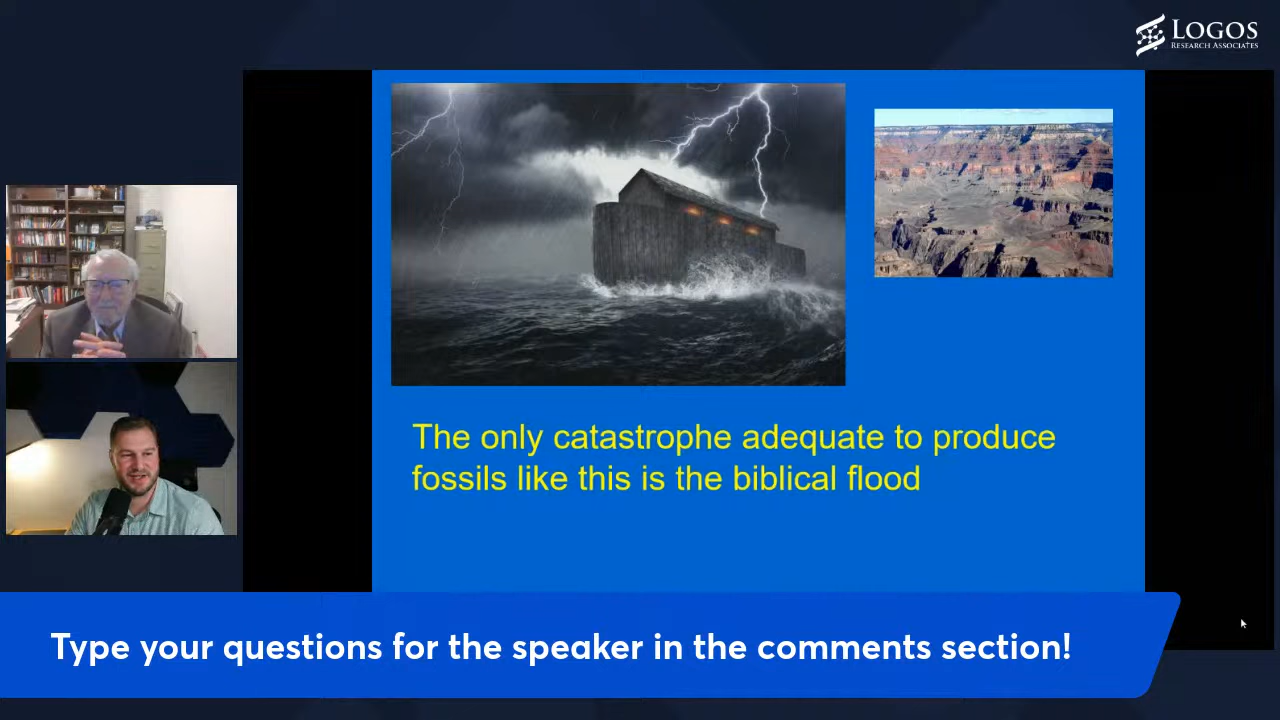 LOGOS
RESEARCH ASSOCIATES
The only catastrophe adequate to produce
fossils like this is the biblical flood
Type your questions for the speaker in the comments section!